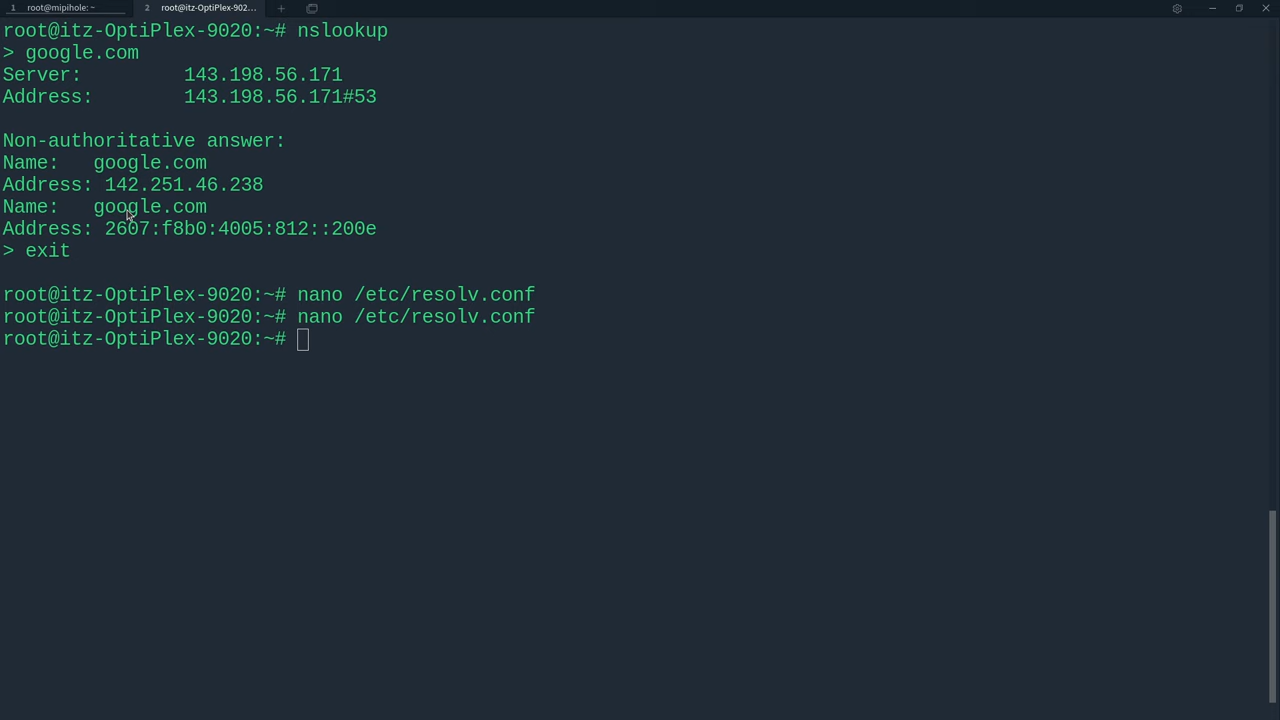 1 root@mipihole: ~
2 root@itz-OptiPlex-902...
root@itz-OptiPlex-9020:~# nslookup
> google.com
Server: 143.198.56.171
Address: 143.198.56.171#53
Non-authoritative answer:
Name: google.com
Address: 142.251.46.238
Name: google.com
Address: 2607:f8b0:4005:812::200e
> exit
root@itz-OptiPlex-9020:~# nano /etc/resolv.conf
root@itz-OptiPlex-9020:~# nano /etc/resolv.conf
root@itz-OptiPlex-9020:~#